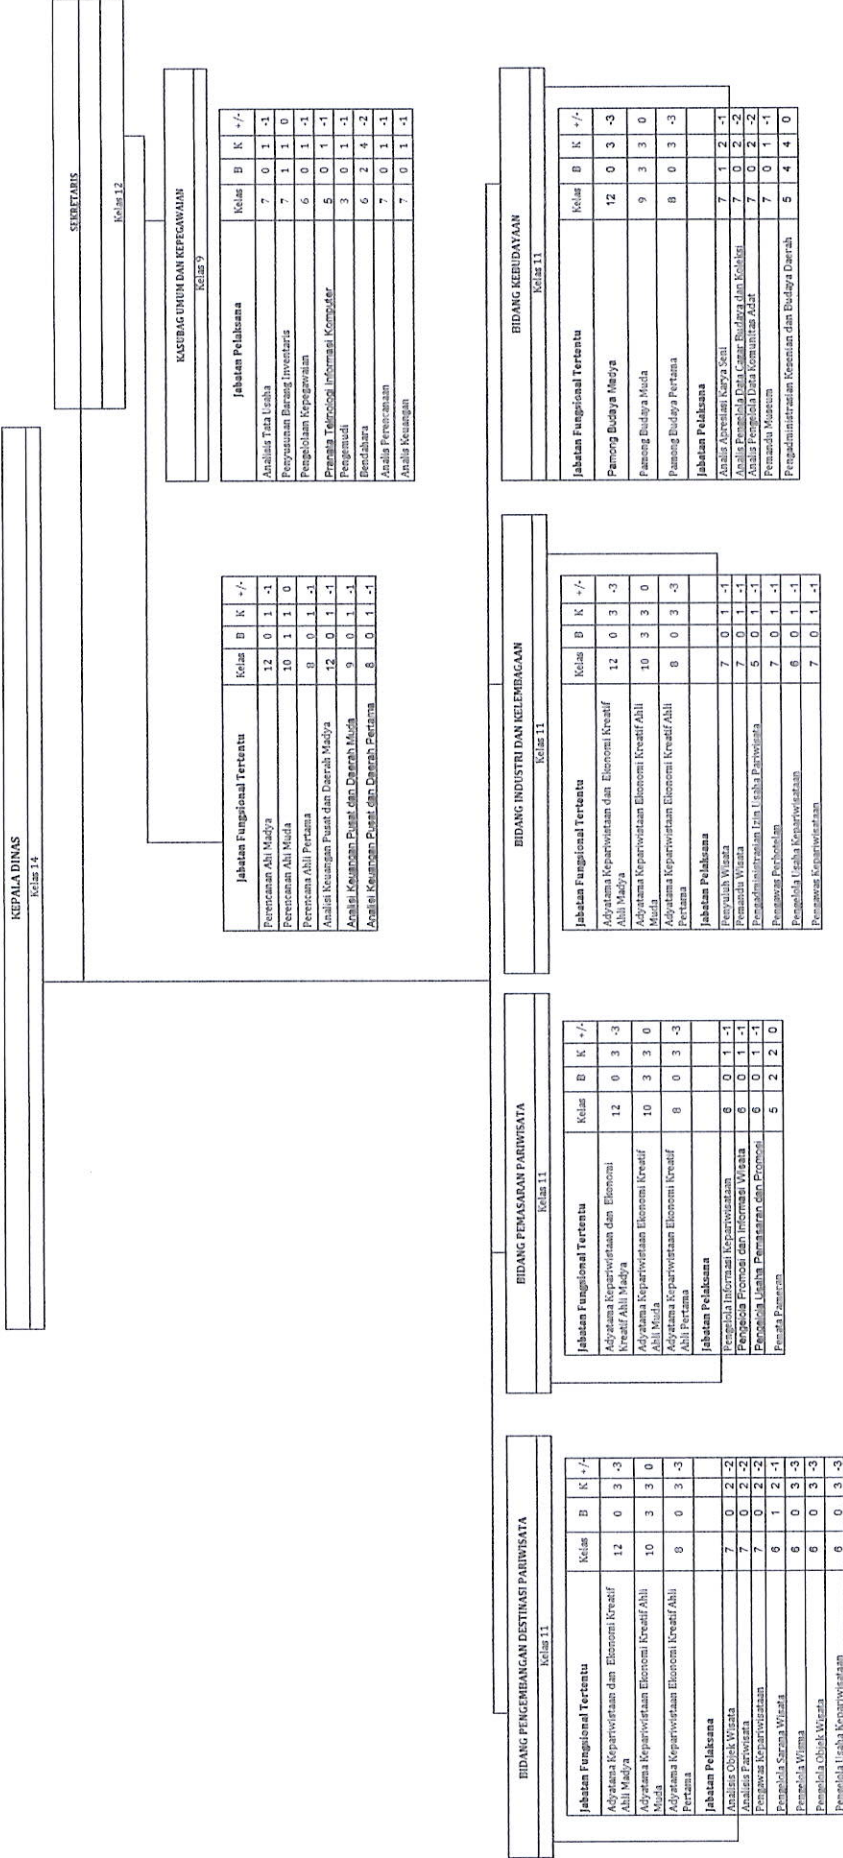 KEPALA DINAS
Kelas 14
SEKRETARIS
Kelas 12
KASUBAG UMUM DAN KEPEGAWAIAN
Kelas 9
Jabatan Fungsional Tertentu Kelas B K +/-
Perencanan Ahi Madya 12 0 1 -1
Perencanan Ahi Muda 10 1 1 0
Perencana Ahli Pertama 8 0 1 -1
Analisi Keuangan Pusat dan Daerah Madya 12 0 1 -1
Analisi Keuangan Pusat dan Daerah Muda 9 0 1 -1
Analisi Keuangan Pusat dan Daerah Pertama 8 0 1 -1
Jabatan Pelaksana Kelas B K +/-
Analisis Tata Usaha 7 0 1 -1
Penyusunan Barang Inventaris 7 1 1 0
Pengelolaan Kepegawaian 6 0 1 -1
Pranata Teknologi Informasi Komputer 5 0 1 -1
Pengemudi 3 0 1 -1
Bendahara 6 2 4 -2
Analis Perencanaan 7 0 1 -1
Analis Keuangan 7 0 1 -1
BIDANG PENGEMBANGAN DESTINASI PARIWISATA
Kelas 11
Jabatan Fungsional Tertentu Kelas B K +/-
Adyatama Kepariwistaan dan Ekonomi Kreatif
Ahli Madya 12 0 3 -3
Adyatama Kepariwistaan Ekonomi Kreatif Ahli
Muda 10 3 3 0
Adyatama Kepariwistaan Ekonomi Kreatif Ahli
Pertama 8 0 3 -3
Jabatan Pelaksana
Analisis Objek Wisata 7 0 2 -2
Analisis Pariwisata 7 0 2 -2
Pengawas Kepariwisataan 7 0 2 -2
Pengelola Sarana Wisata 6 1 2 -1
Pengelola Wisma 6 0 3 -3
Pengelola Objek Wisata 6 0 3 -3
Pengelola Usaha Kepariwisataan 6 0 3 -3
BIDANG PEMASARAN PARIWISATA
Kelas 11
Jabatan Fungsional Tertentu Kelas B K +/-
Adyatama Kepariwistaan dan Ekonomi
Kreatif Ahli Madya 12 0 3 -3
Adyatama Kepariwistaan Ekonomi Kreatif
Ahli Muda 10 3 3 0
Adyatama Kepariwistaan Ekonomi Kreatif
Ahli Pertama 8 0 3 -3
Jabatan Pelaksana
Pengelola Informasi Kepariwisataan 6 0 1 -1
Pengelola Promosi dan Informasi Wisata 6 0 1 -1
Pengelola Usaha Pemasaran dan Promosi 6 0 1 -1
Penata Pameran 5 2 2 0
BIDANG INDUSTRI DAN KELEMBAGAAN
Kelas 11
Jabatan Fungsional Tertentu Kelas B K +/-
Adyatama Kepariwistaan dan Ekonomi Kreatif
Ahli Madya 12 0 3 -3
Adyatama Kepariwistaan Ekonomi Kreatif Ahli
Muda 10 3 3 0
Adyatama Kepariwistaan Ekonomi Kreatif Ahli
Pertama 8 0 3 -3
Jabatan Pelaksana
Penyuluh Wisata 7 0 1 -1
Pemandu Wisata 7 0 1 -1
Pengadministrasian Izin Usaha Pariwisata 5 0 1 -1
Pengawas Perhotelan 7 0 1 -1
Pengelola Usaha Kepariwisataan 6 0 1 -1
Pengawas Kepariwisataan 7 0 1 -1
BIDANG KEBUDAYAAN
Kelas 11
Jabatan Fungsional Tertentu Kelas B K +/-
Pamong Budaya Madya 12 0 3 -3
Pamong Budaya Muda 9 3 3 0
Pamong Budaya Pertama 8 0 3 -3
Jabatan Pelaksana
Analis Apresiasi Karya Seni 7 1 2 -1
Analis Pengelola Data Cagar Budaya dan Koleksi 7 0 2 -2
Analis Pengelola Data Komunitas Adat 7 0 2 -2
Pemandu Museum 7 0 1 -1
Pengadministrasian Kesenian dan Budaya Daerah 5 4 4 0